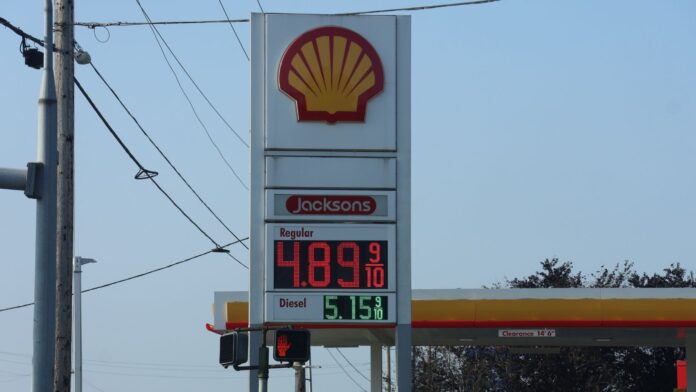 Jacksons
Regular
4.89 9/10
Diesel
5.15 9/10
Clearance 14'6"